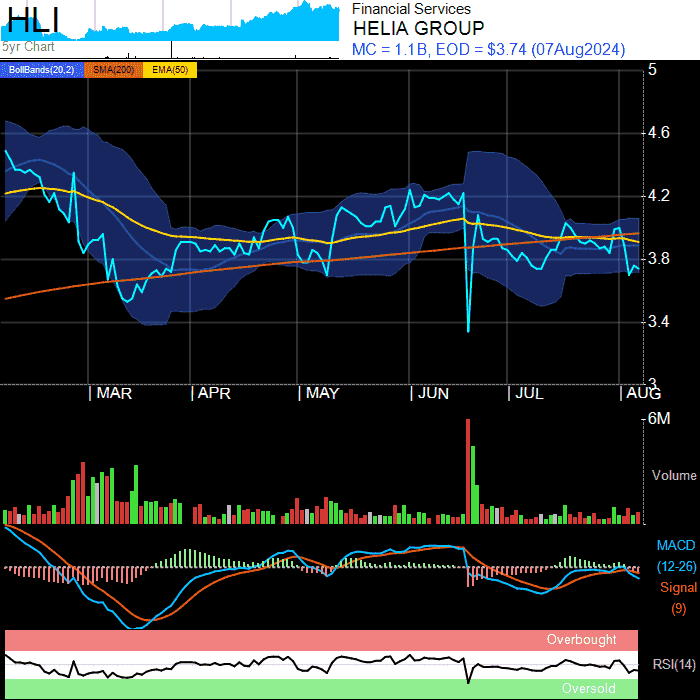 HLI
5yr Chart
Financial Services
HELIA GROUP
MC = 1.1B, EOD = $3.74 (07Aug2024)
BollBands(20,2) SMA(200) EMA(50)
5
4.6
4.2
3.8
3.4
3
MAR APR MAY JUN JUL AUG
6M
Volume
MACD
(12-26)
Signal
(9)
Overbought
RSI(14)
Oversold